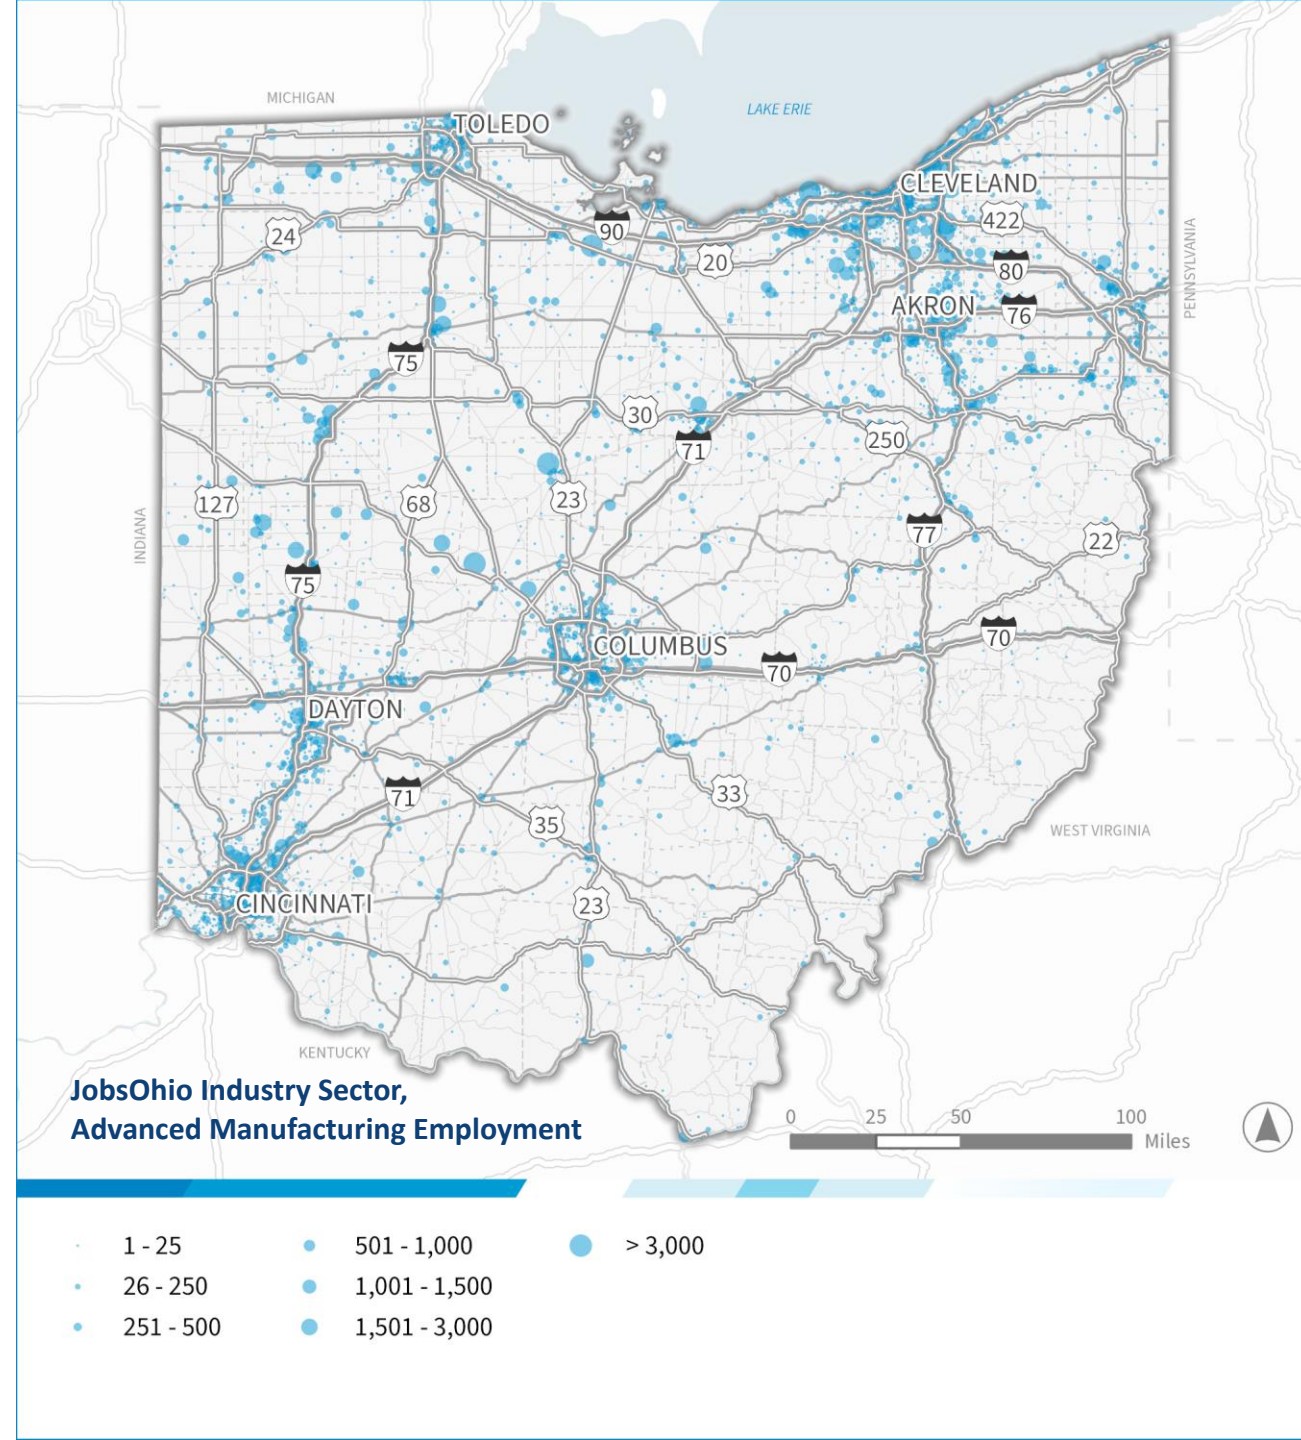 MICHIGAN
LAKE ERIE
TOLEDO
CLEVELAND
422
24
90
20
80
PENNSYLVANIA
AKRON
76
75
30
250
71
127
68
23
77
22
INDIANA
75
COLUMBUS
70
70
DAYTON
71
33
35
WEST VIRGINIA
CINCINNATI
23
KENTUCKY
JobsOhio Industry Sector,
Advanced Manufacturing Employment
0 25 50 100
Miles
1 - 25
26 - 250
251 - 500
501 - 1,000
1,001 - 1,500
1,501 - 3,000
> 3,000